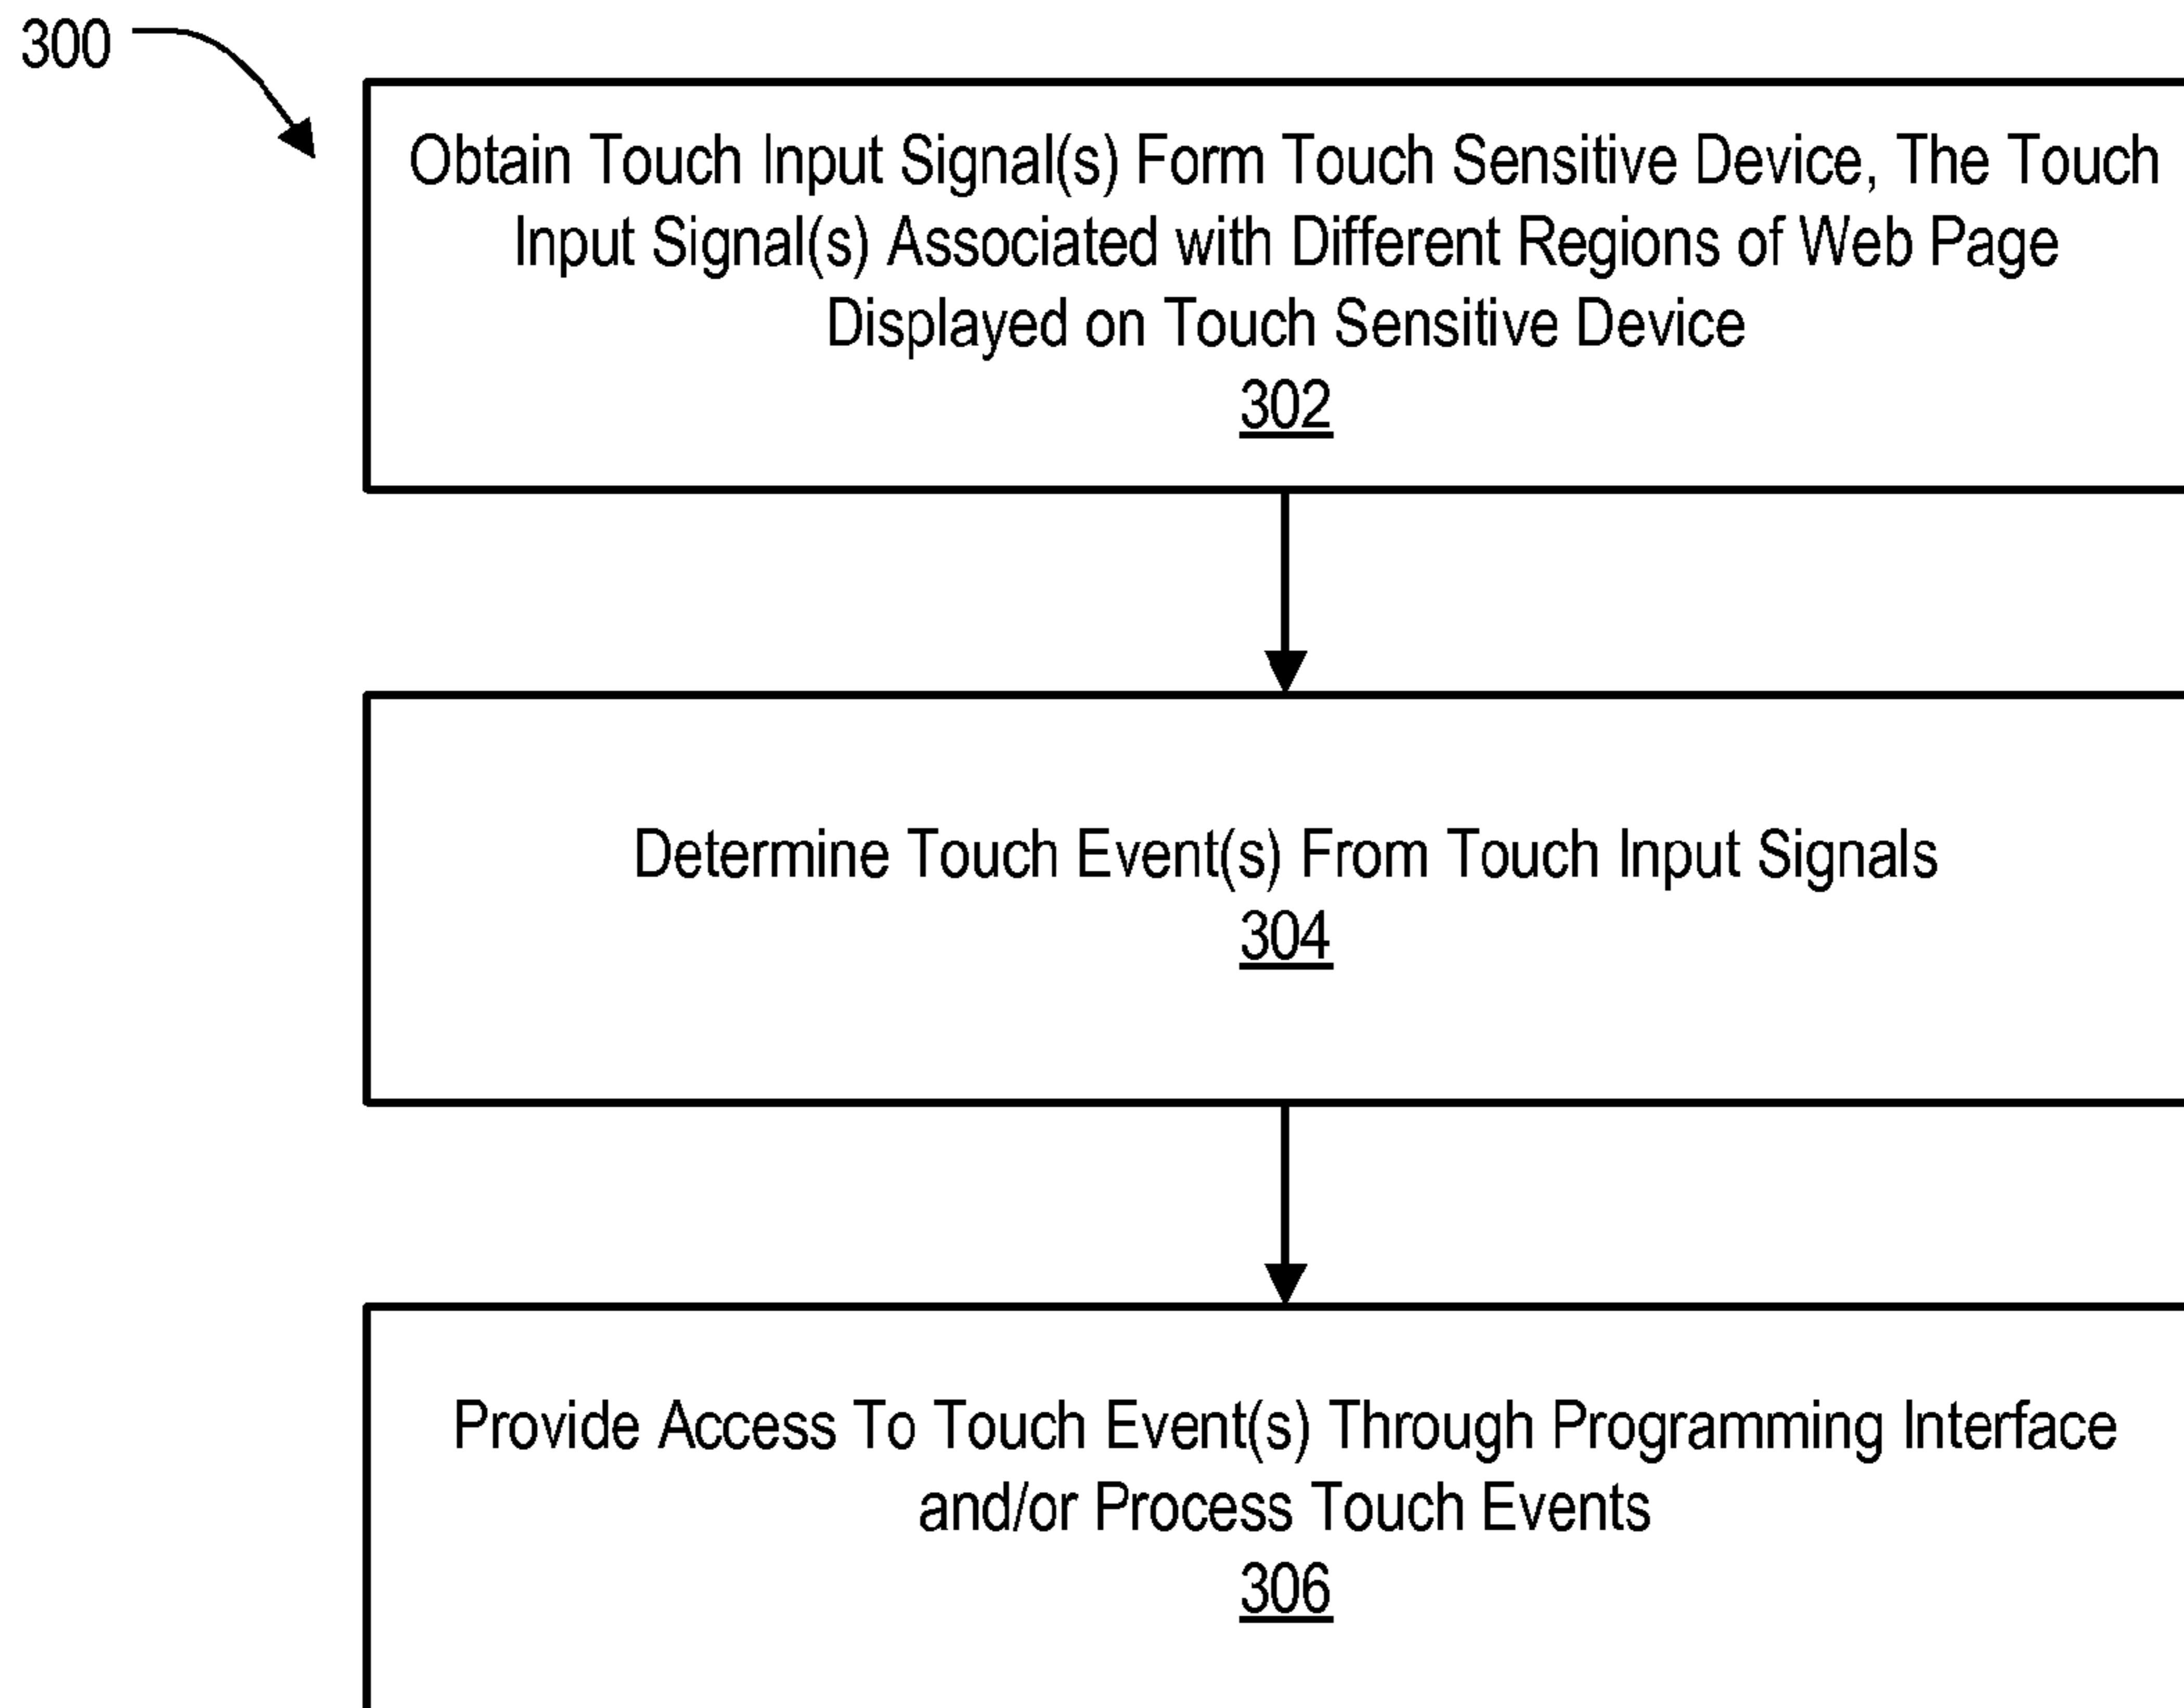 300
Obtain Touch Input Signal(s) Form Touch Sensitive Device, The Touch
Input Signal(s) Associated with Different Regions of Web Page
Displayed on Touch Sensitive Device
302
Determine Touch Event(s) From Touch Input Signals
304
Provide Access To Touch Event(s) Through Programming Interface
and/or Process Touch Events
306